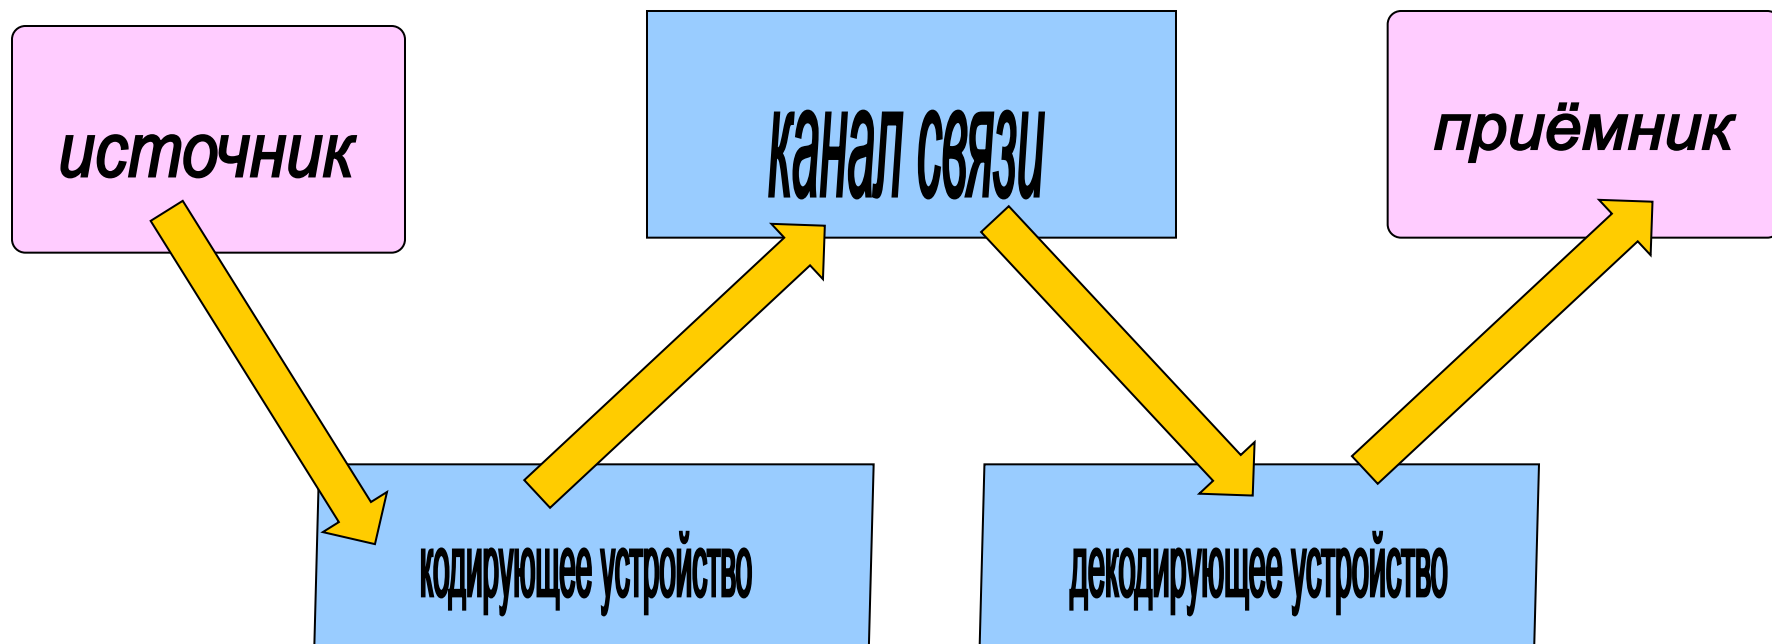 источник
канал связи
приёмник
кодирующее устройство
декодирующее устройство